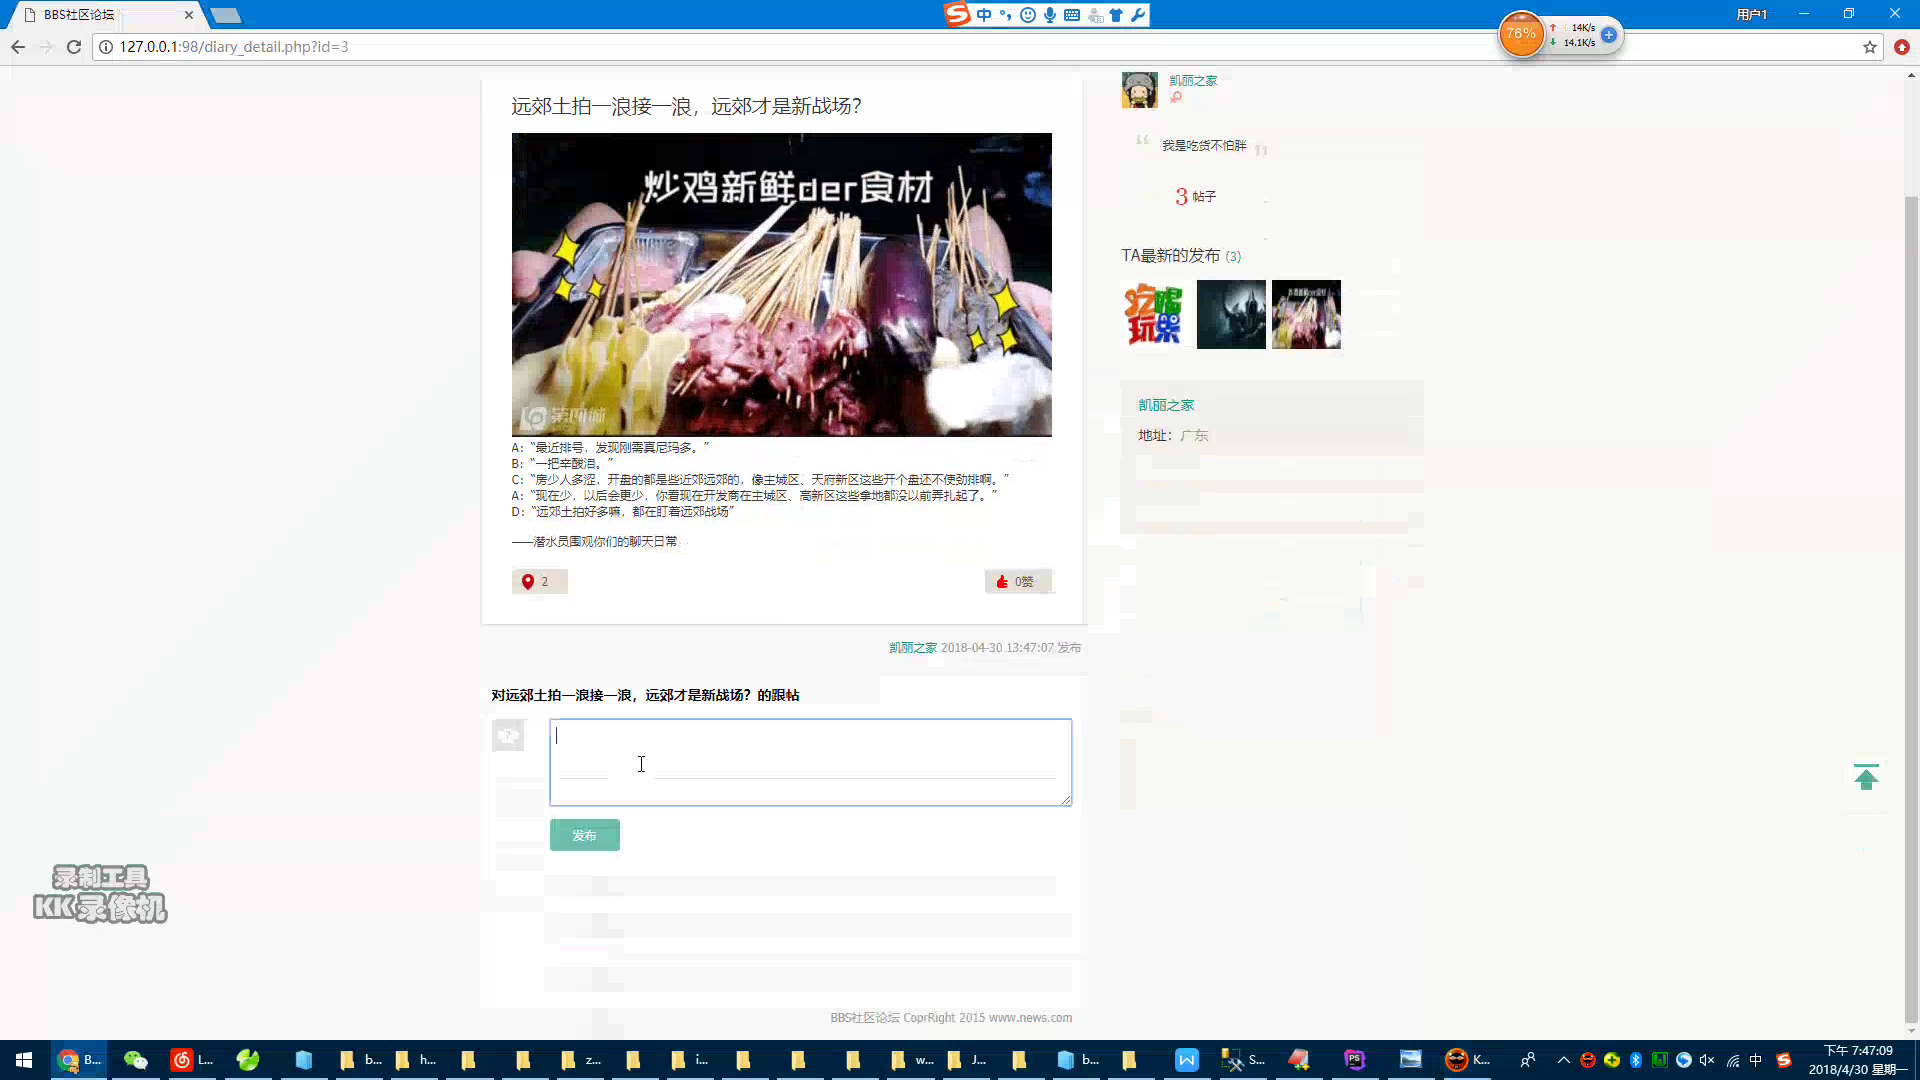 BBS社区论坛
中
用户1
127.0.0.1:98/diary_detail.php?id=3
76%
14K/s
14.1K/s
远郊土拍一浪接一浪，远郊才是新战场？
炒鸡新鲜der食材
A：“最近排号，发现刚需真尼玛多。”
B：“一把辛酸泪。”
C：“房少人多涩，开盘的都是些近郊远郊的，像主城区、天府新区这些开个盘还不使劲排啊。”
A：“现在少，以后会更少，你看现在开发商在主城区、高新区这些拿地都没以前弄扎起了。”
D：“远郊土拍好多嘛，都在盯着远郊战场”
——潜水员围观你们的聊天日常
2
0赞
凯丽之家 2018-04-30 13:47:07 发布
对远郊土拍一浪接一浪，远郊才是新战场？的跟帖
发布
凯丽之家
我是吃货不怕胖
3 帖子
TA最新的发布 (3)
吃喝玩乐
凯丽之家
地址：广东
录制工具
KK录像机
BBS社区论坛 CoprRight 2015 www.news.com
B...
L...
b...
h...
z...
i...
w...
J...
b...
S...
K...
中
下午 7:47:09
2018/4/30 星期一